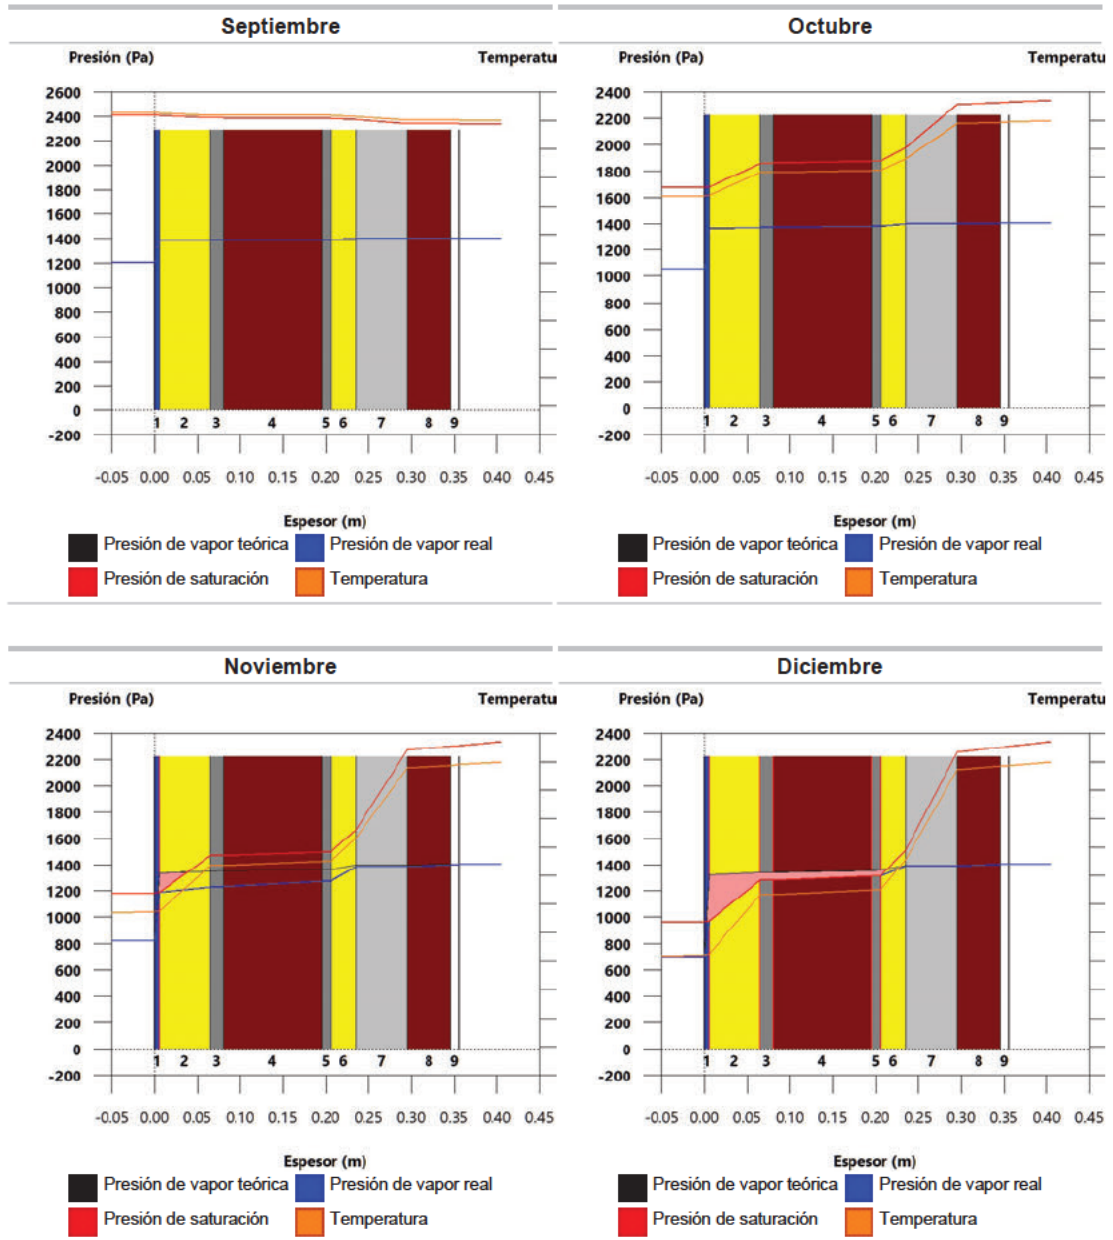 Septiembre
Octubre
Presión (Pa)
Temperatu
Presión (Pa)
Temperatu
2600
2400
2200
2000
1800
1600
1400
1200
1000
800
600
400
200
0
-200
1 2 3 4 5 6 7 8 9
-0.05 0.00 0.05 0.10 0.15 0.20 0.25 0.30 0.35 0.40 0.45
Espesor (m)
Presión de vapor teórica
Presión de vapor real
Presión de saturación
Temperatura
2400
2200
2000
1800
1600
1400
1200
1000
800
600
400
200
0
-200
1 2 3 4 5 6 7 8 9
-0.05 0.00 0.05 0.10 0.15 0.20 0.25 0.30 0.35 0.40 0.45
Espesor (m)
Presión de vapor teórica
Presión de vapor real
Presión de saturación
Temperatura
Noviembre
Diciembre
Presión (Pa)
Temperatu
Presión (Pa)
Temperatu
2400
2200
2000
1800
1600
1400
1200
1000
800
600
400
200
0
-200
1 2 3 4 5 6 7 8 9
-0.05 0.00 0.05 0.10 0.15 0.20 0.25 0.30 0.35 0.40 0.45
Espesor (m)
Presión de vapor teórica
Presión de vapor real
Presión de saturación
Temperatura
2400
2200
2000
1800
1600
1400
1200
1000
800
600
400
200
0
-200
1 2 3 4 5 6 7 8 9
-0.05 0.00 0.05 0.10 0.15 0.20 0.25 0.30 0.35 0.40 0.45
Espesor (m)
Presión de vapor teórica
Presión de vapor real
Presión de saturación
Temperatura